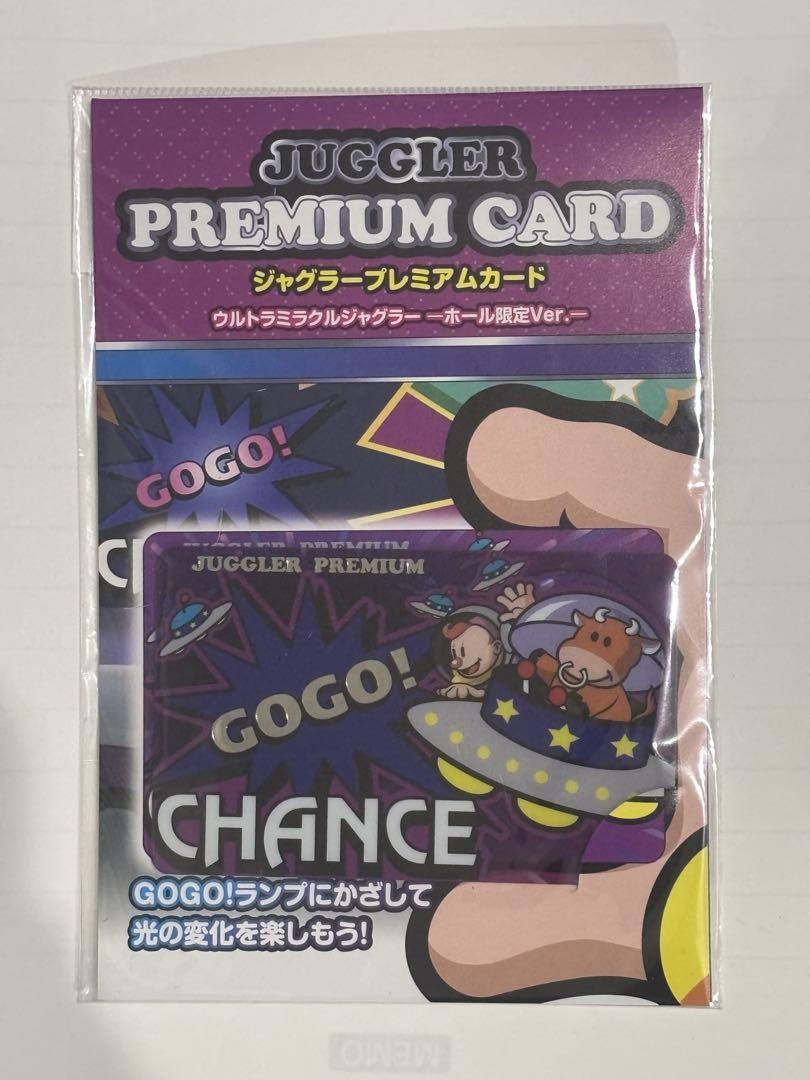 JUGGLER
PREMIUM CARD
ジャグラープレミアムカード
ウルトラミラクルジャグラー ―ホール限定Ver.―
GOGO!
JUGGLER PREMIUM
JUGGLER PREMIUM
GOGO!
CHANCE
GOGO!ランプにかざして
光の変化を楽しもう!
MEMO